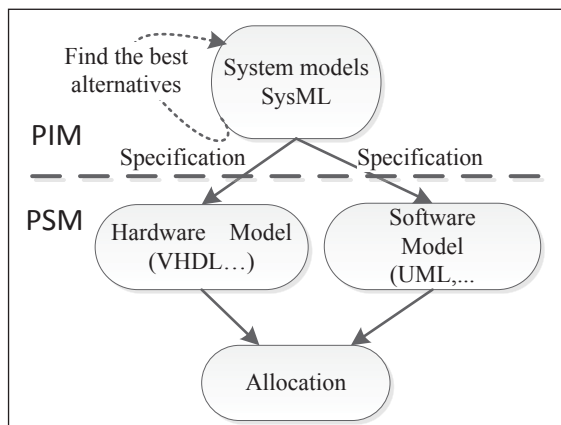 Find the best
alternatives
System models
SysML
PIM
Specification
Specification
PSM
Hardware Model
(VHDL...)
Software
Model
(UML,...
Allocation